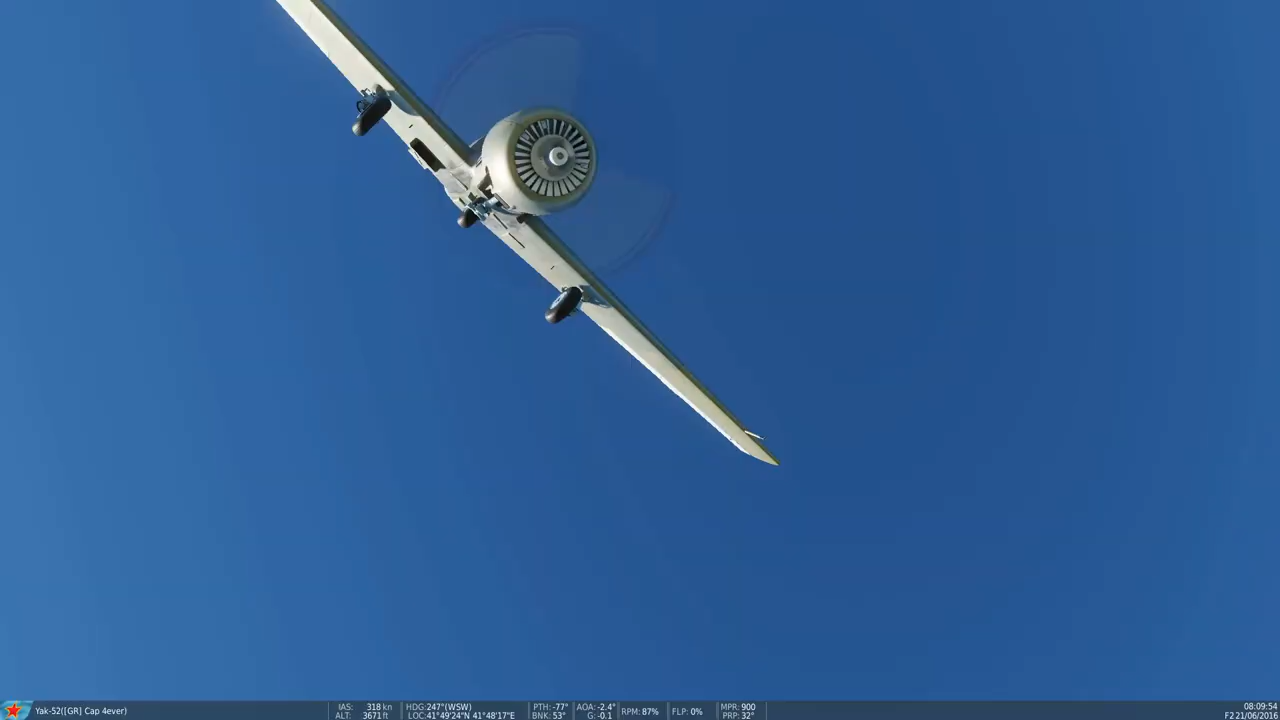 Yak-52([GR] Cap 4ever)
IAS: 318 kn
ALT: 3671 ft
HDG:247°(WSW)
LOC:41°49'24"N 41°48'17"E
PTH: -77°
BNK: 53°
AOA: -2.4°
G: -0.1
RPM: 87%
FLP: 0%
MPR: 900
PRP: 32°
08:09:54
F2 21/06/2016